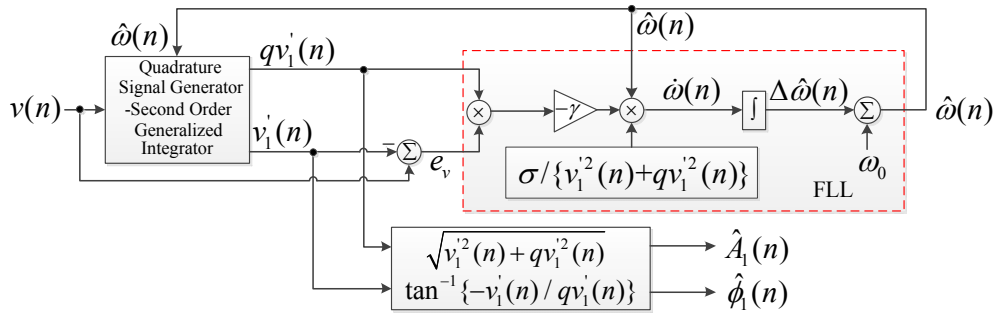 ω̂(n)
ω̂(n)
qv₁'(n)
Quadrature
Signal Generator
-Second Order
Generalized
Integrator
v(n)
v₁'(n)
− Σ
e_v
×
−γ
×
ω̇(n)
∫
Δω̂(n)
Σ
ω̂(n)
ω₀
σ/{v₁'²(n)+qv₁'²(n)}
FLL
√(v₁'²(n)+qv₁'²(n))
tan⁻¹{−v₁'(n)/qv₁'(n)}
Â₁(n)
φ̂₁(n)